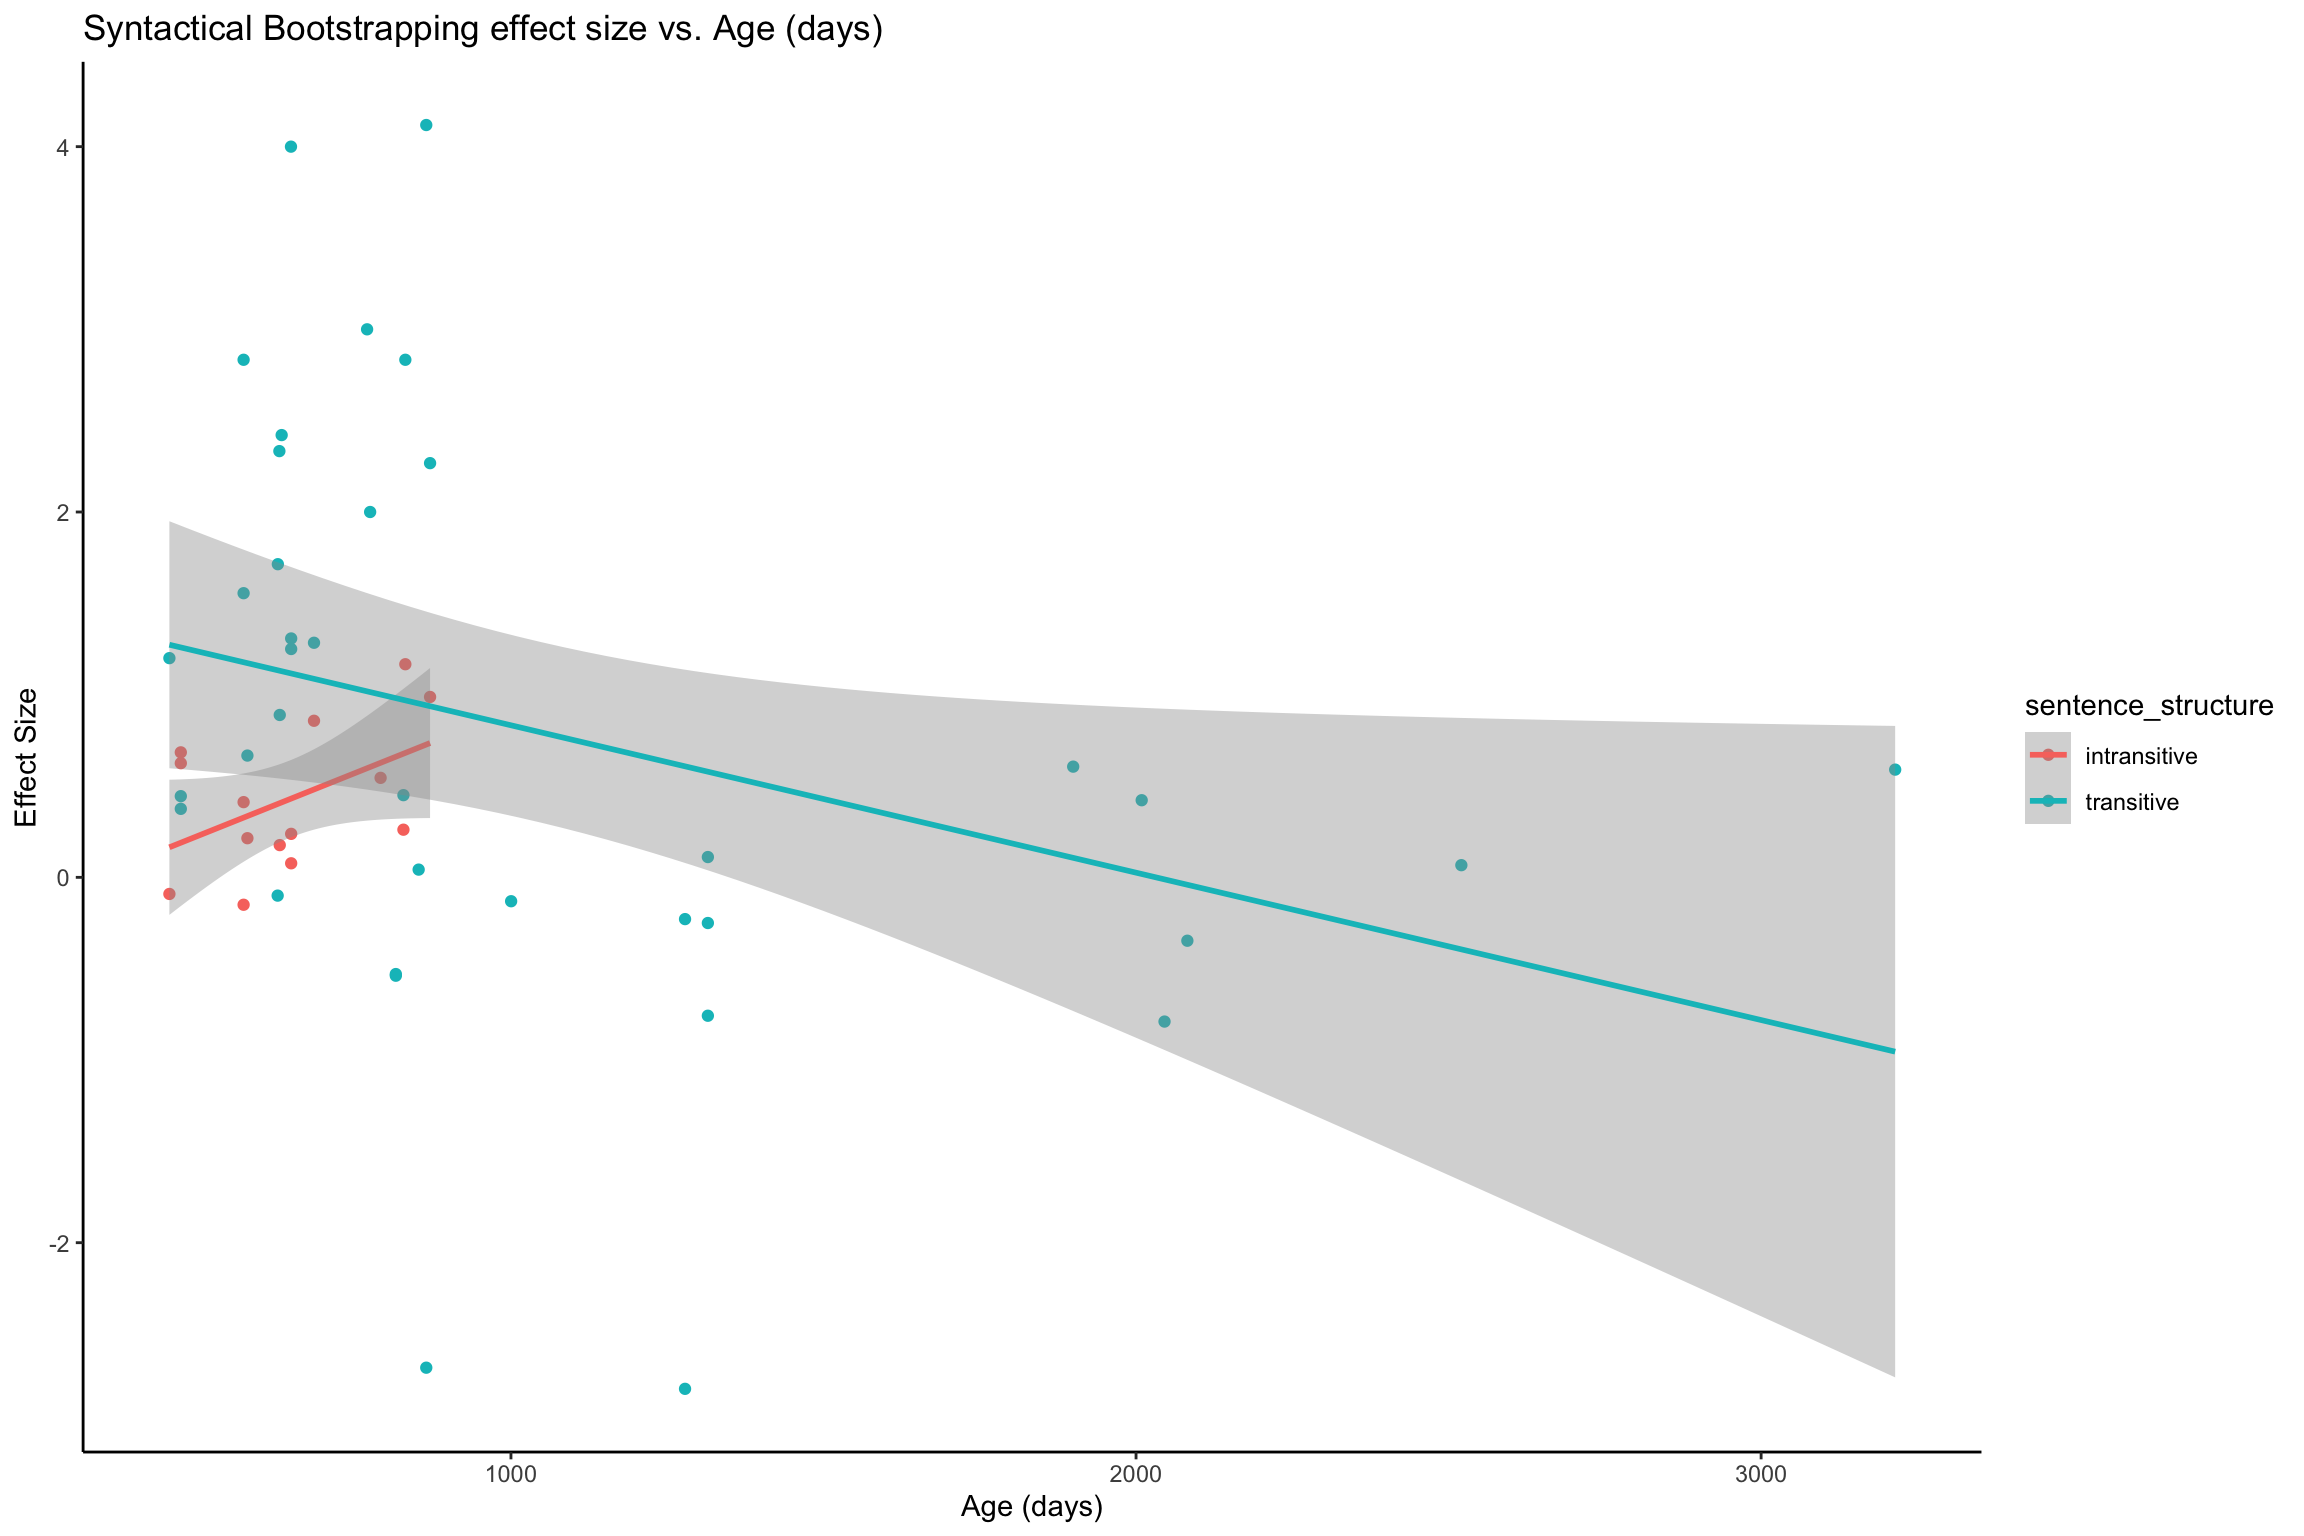 Syntactical Bootstrapping effect size vs. Age (days)
4
2
0
-2
Effect Size
1000 2000 3000
Age (days)
sentence_structure
intransitive
transitive